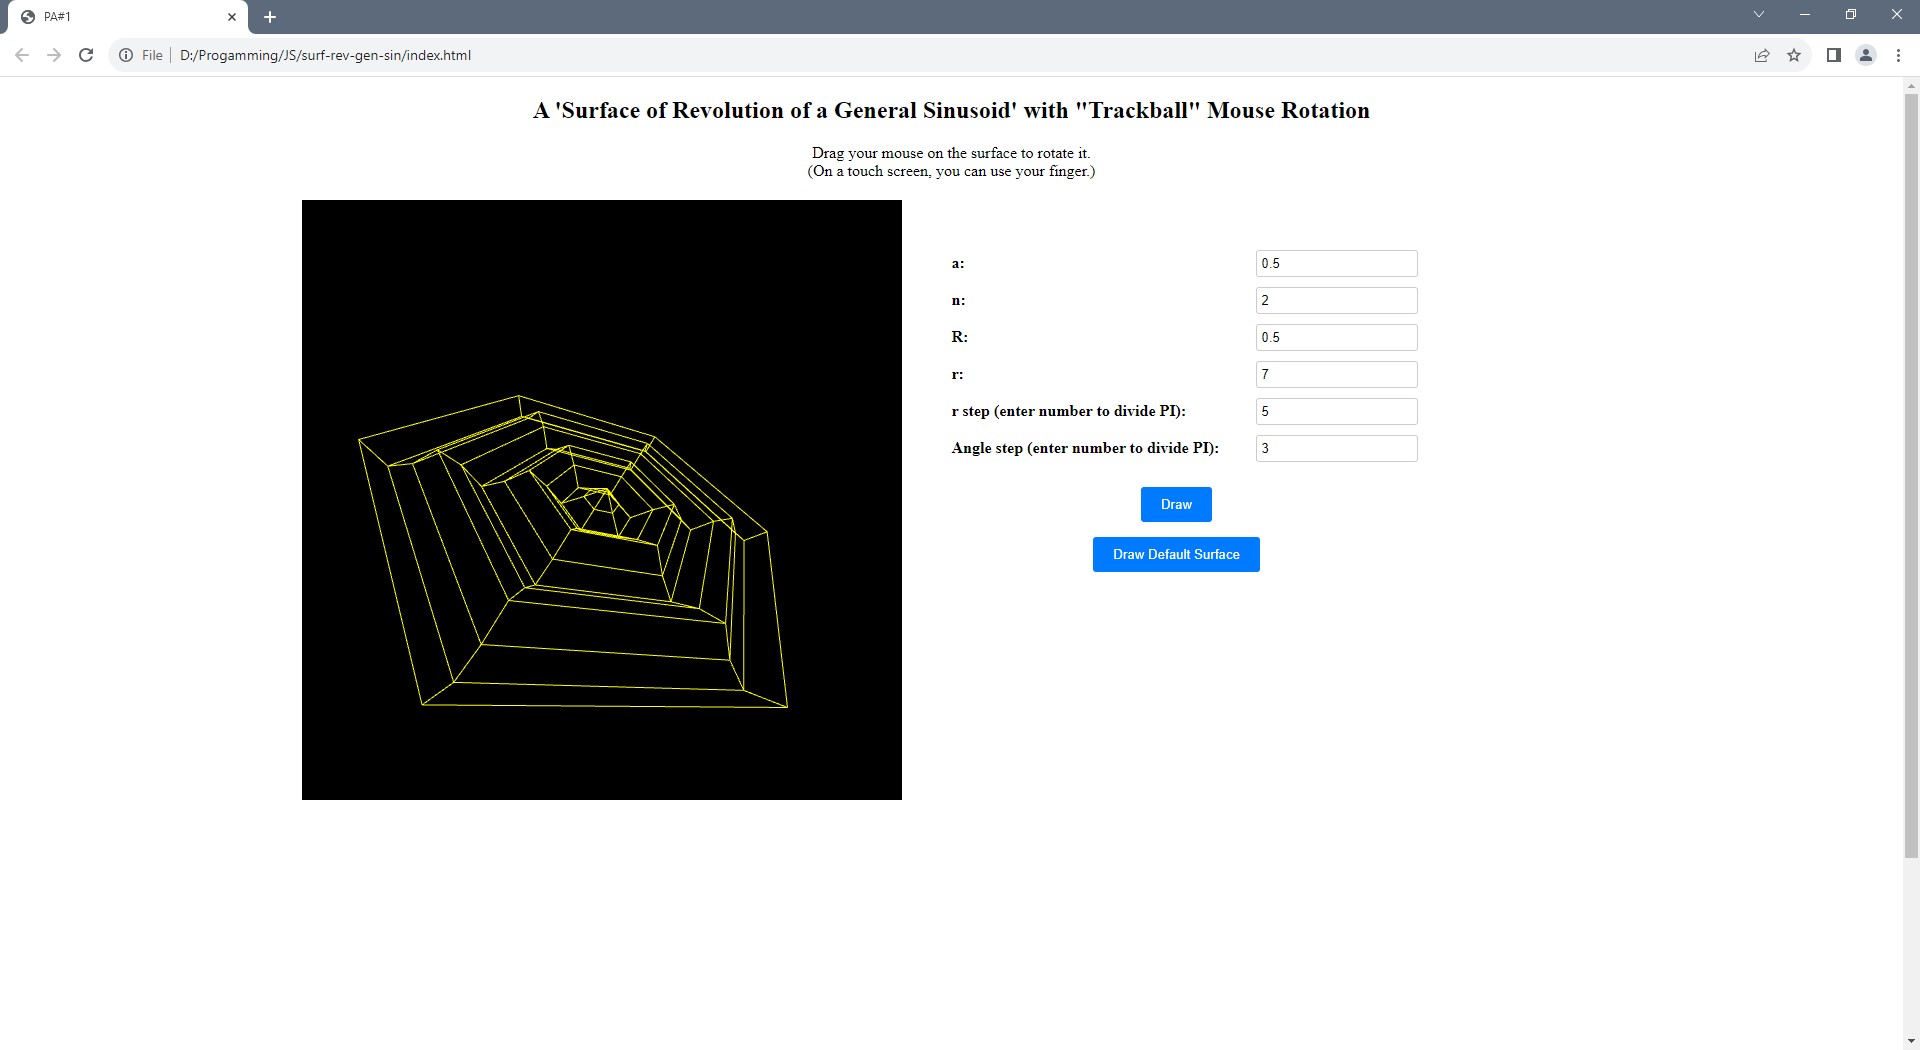 PA#1
File D:/Progamming/JS/surf-rev-gen-sin/index.html
A 'Surface of Revolution of a General Sinusoid' with "Trackball" Mouse Rotation
Drag your mouse on the surface to rotate it.
(On a touch screen, you can use your finger.)
a: 0.5
n: 2
R: 0.5
r: 7
r step (enter number to divide PI): 5
Angle step (enter number to divide PI): 3
Draw
Draw Default Surface